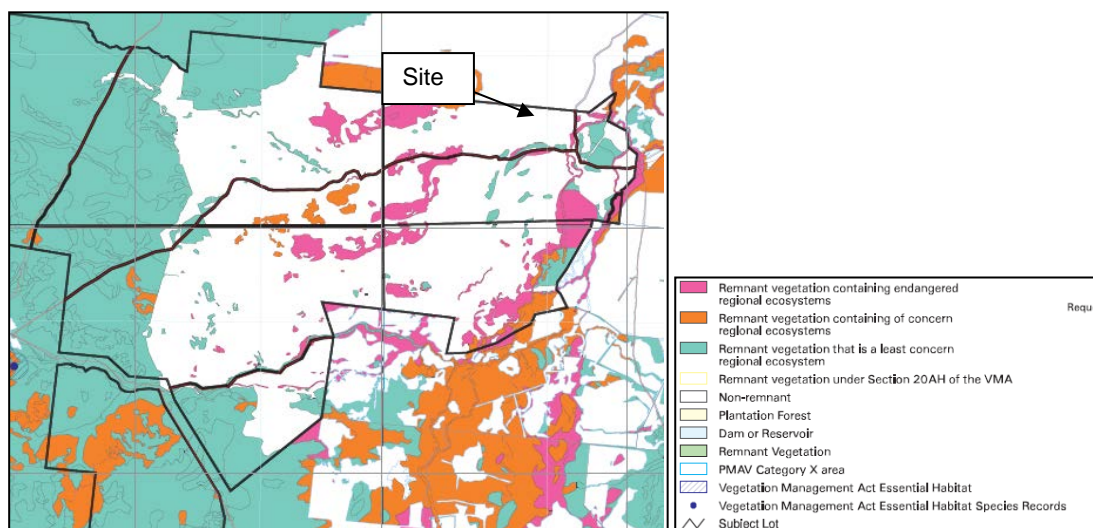 Site
Remnant vegetation containing endangered
regional ecosystems
Requ
Remnant vegetation containing of concern
regional ecosystems
Remnant vegetation that is a least concern
regional ecosystem
Remnant vegetation under Section 20AH of the VMA
Non-remnant
Plantation Forest
Dam or Reservoir
Remnant Vegetation
PMAV Category X area
Vegetation Management Act Essential Habitat
Vegetation Management Act Essential Habitat Species Records
Subject Lot